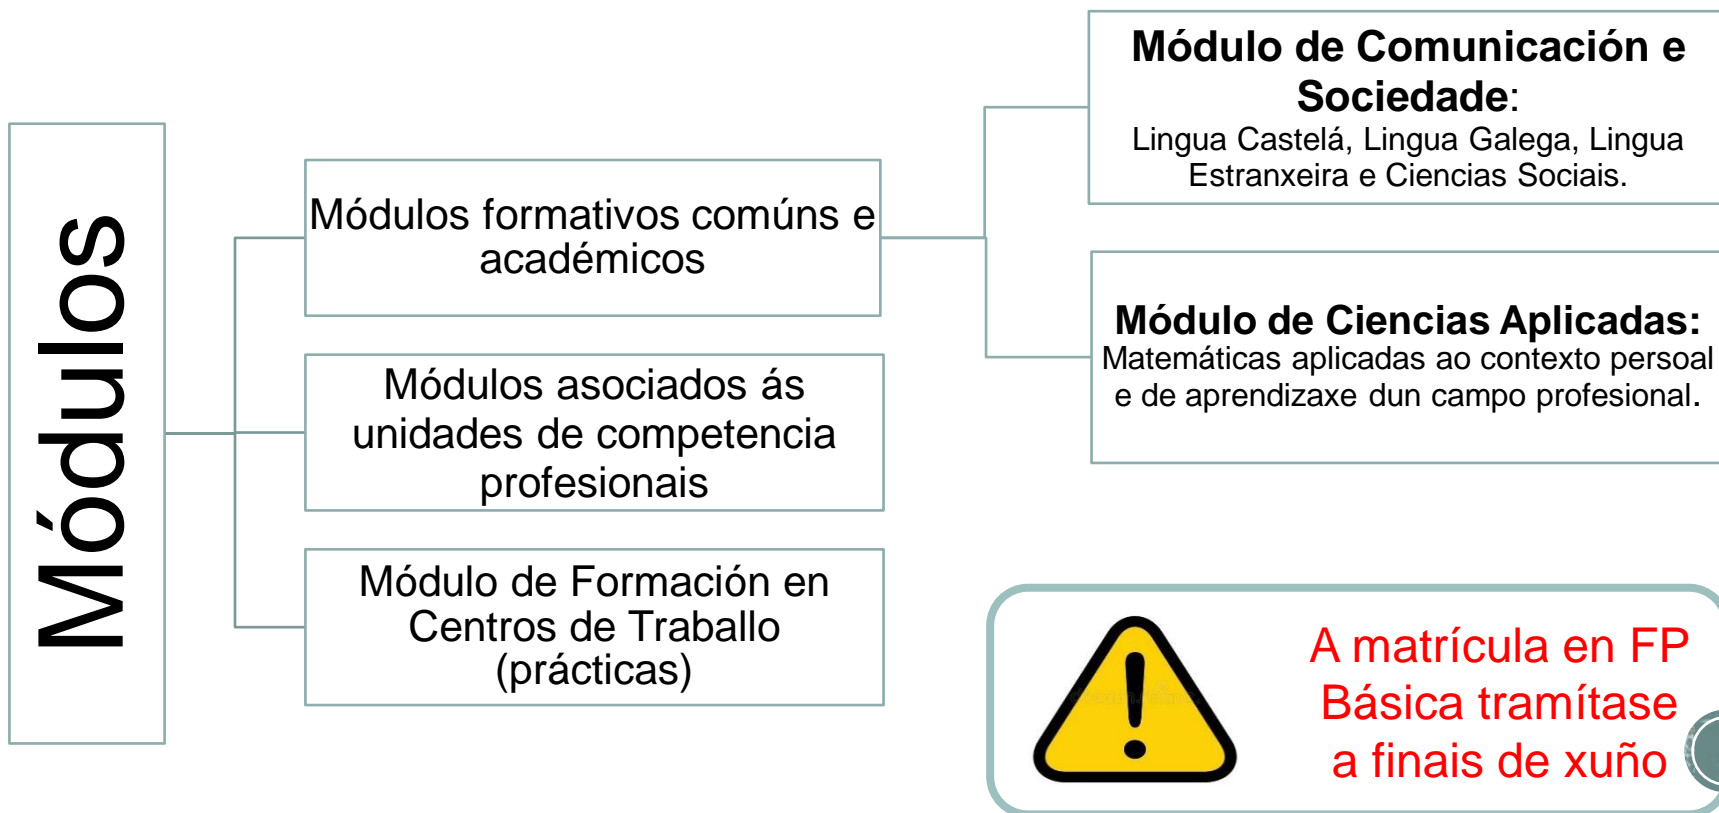 Módulos
Módulos formativos comúns e
académicos
Módulos asociados ás
unidades de competencia
profesionais
Módulo de Formación en
Centros de Traballo
(prácticas)
Módulo de Comunicación e
Sociedade:
Lingua Castelá, Lingua Galega, Lingua
Estranxeira e Ciencias Sociais.
Módulo de Ciencias Aplicadas:
Matemáticas aplicadas ao contexto persoal
e de aprendizaxe dun campo profesional.
A matrícula en FP
Básica tramítase
a finais de xuño